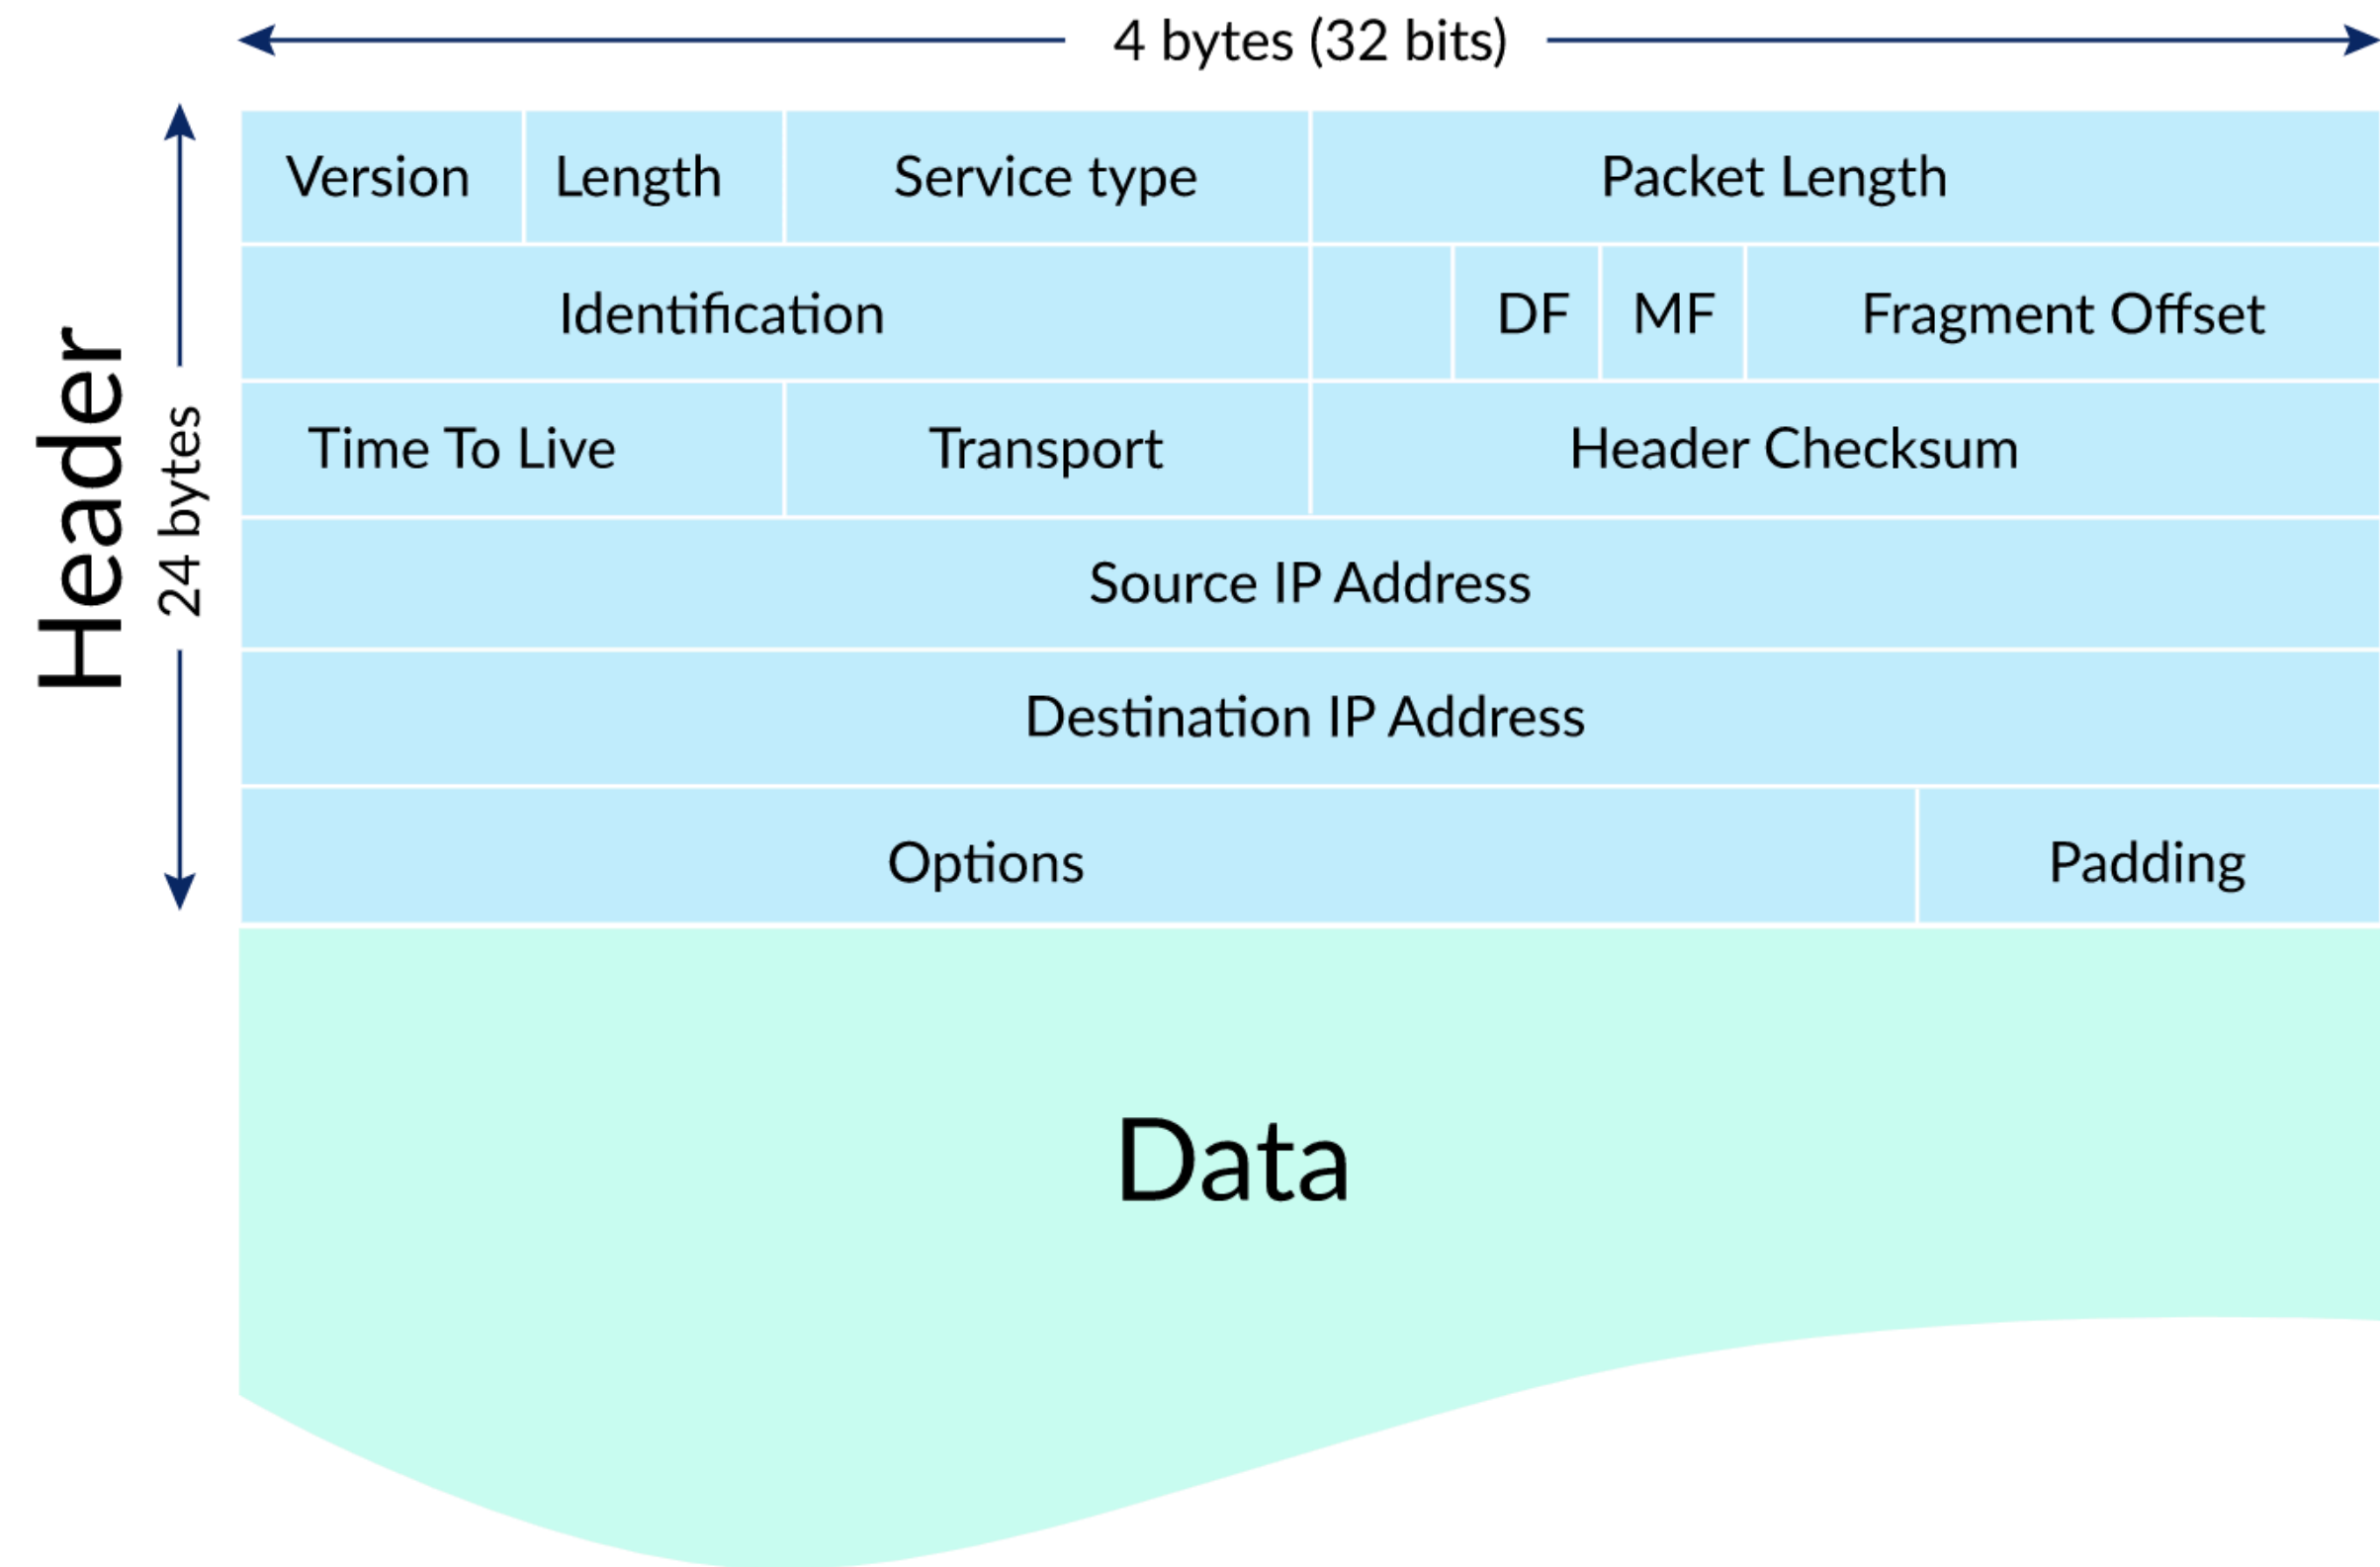 4 bytes (32 bits)
Header
24 bytes
Version Length Service type Packet Length
Identification DF MF Fragment Offset
Time To Live Transport Header Checksum
Source IP Address
Destination IP Address
Options Padding
Data